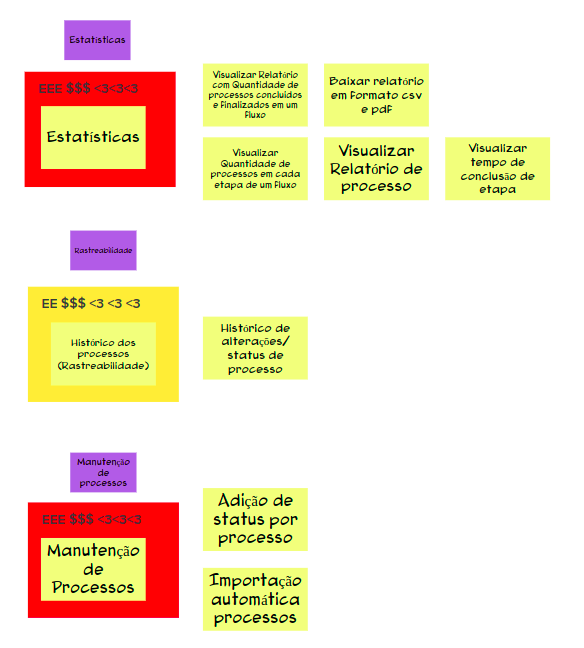 Estatísticas
EEE $$$ <3<3<3
Estatísticas
Visualizar Relatório
com Quantidade de
processos concluídos
e Finalizados em um
Fluxo
Baixar relatório
em Formato csv
e pdf
Visualizar
Quantidade de
processos em cada
etapa de um Fluxo
Visualizar
Relatório de
processo
Visualizar
tempo de
conclusão de
etapa
Rastreabilidade
EE $$$ <3 <3 <3
Histórico dos
processos
(Rastreabilidade)
Histórico de
alterações/
status de
processo
Manutenção
de
processos
EEE $$$ <3<3<3
Manutenção
de
Processos
Adição de
status por
processo
Importação
automática
processos